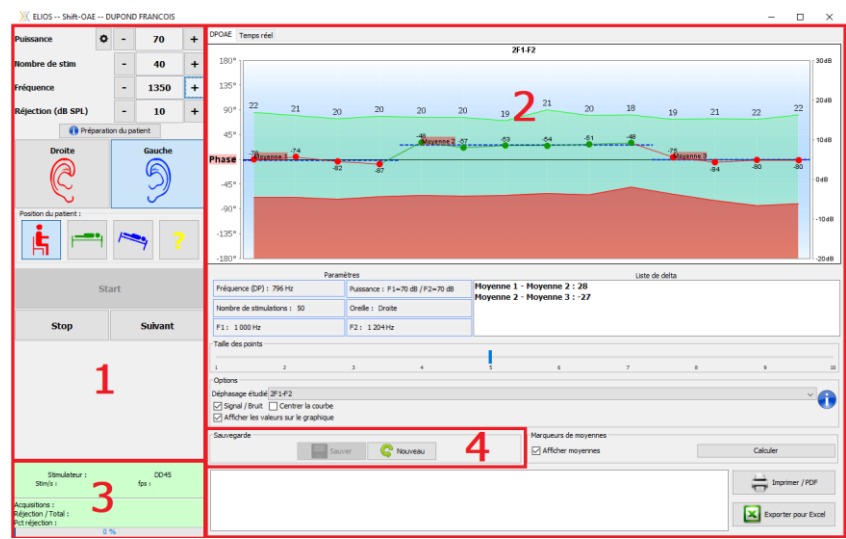 ELIOS -- Shift-OAE -- DUPOND FRANCOIS
Puissance - 70 +
Nombre de stim - 40 +
Fréquence - 1350 +
Réjection (dB SPL) - 10 +
Préparation du patient
Droite Gauche
Position du patient :
?
Start
Stop Suivant
1
Stimulateur : DD45
Stim/s : fps :
3
Acquisitions :
Réjection / Total :
Pct réjection :
0 %
DPOAE Temps réel
2F1-F2
180° 30dB
135°
2
90° 20dB
22 21 20 20 20 20 19 21 20 18 19 21 22 22
45° 10dB
Phase
-45° 0dB
-90°
-10dB
-135°
-180° -20dB
Moyenne 1 Moyenne 2 Moyenne 3
-74 -82 -87 -48 -57 -53 -54 -51 -48 -75 -84 -80 -80
Paramètres
Fréquence (DP) : 796 Hz Puissance : F1=70 dB / F2=70 dB
Nombre de stimulations : 50 Oreille : Droite
F1 : 1 000 Hz F2 : 1 204 Hz
Liste de delta
Moyenne 1 - Moyenne 2 : 28
Moyenne 2 - Moyenne 3 : -27
Taille des points
1 2 3 4 5 6 7 8 9 10
Options
Déphasage étudié 2F1-F2
Signal / Bruit Centrer la courbe
Afficher les valeurs sur le graphique
Sauvegarde
Sauver Nouveau
4
Marqueurs de moyennes
Afficher moyennes Calculer
Imprimer / PDF
Exporter pour Excel